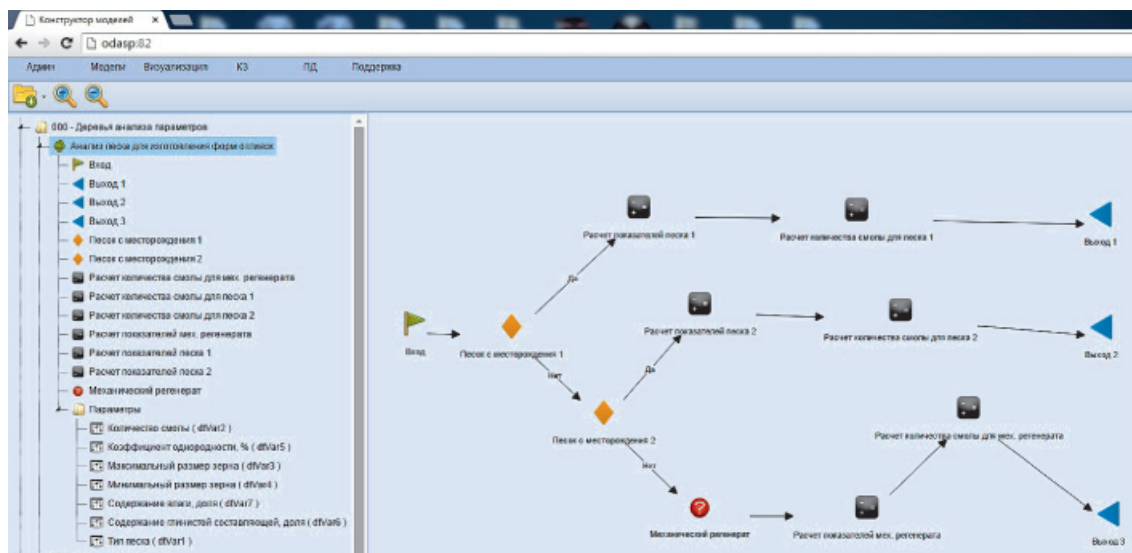 Конструктор моделей
odasp:82
Админ Модели Визуализация КЗ ПД Поддержка
000 - Деревья анализа параметров
Анализ песка для изготовления форм отливок
Вход
Выход 1
Выход 2
Выход 3
Песок с месторождения 1
Песок с месторождения 2
Расчет количества смолы для мех. регенерата
Расчет количества смолы для песка 1
Расчет количества смолы для песка 2
Расчет показателей мех. регенерата
Расчет показателей песка 1
Расчет показателей песка 2
Механический регенерат
Параметры
Количество смолы ( dfVar2 )
Коэффициент однородности, % ( dfVar5 )
Максимальный размер зерна ( dfVar3 )
Минимальный размер зерна ( dfVar4 )
Содержание влаги, доля ( dfVar7 )
Содержание глинистой составляющей, доля ( dfVar6 )
Тип песка ( dfVar1 )
Расчет показателей песка 1
Расчет количества смолы для песка 1
Выход 1
Да
Расчет показателей песка 2
Расчет количества смолы для песка 2
Выход 2
Вход
Песок с месторождения 1
Нет
Да
Песок с месторождения 2
Расчет количества смолы для мех. регенерата
Нет
Механический регенерат
Расчет показателей мех. регенерата
Выход 3